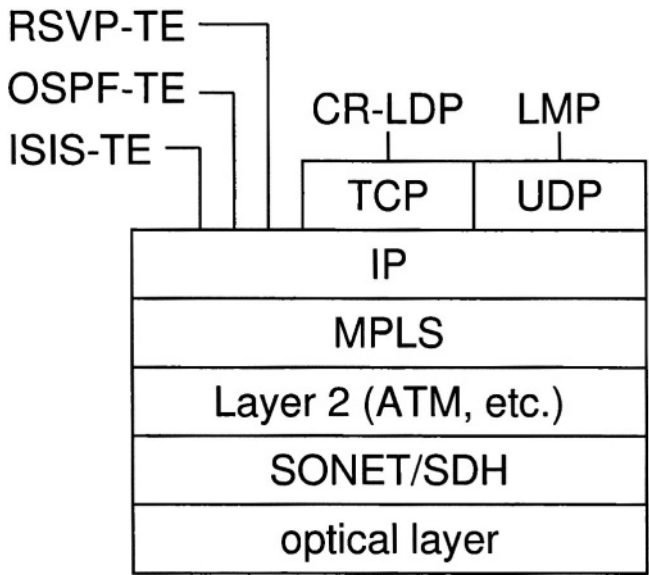 RSVP-TE
OSPF-TE
CR-LDP LMP
ISIS-TE
TCP UDP
IP
MPLS
Layer 2 (ATM, etc.)
SONET/SDH
optical layer